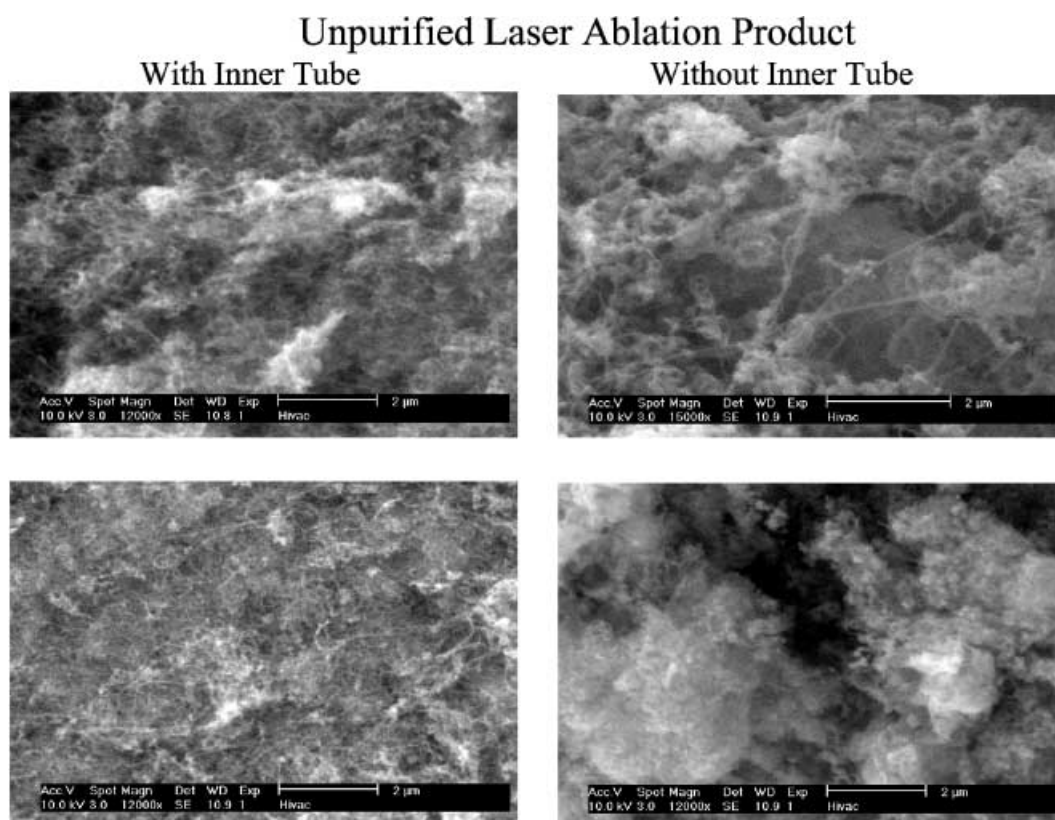 Unpurified Laser Ablation Product
With Inner Tube
Without Inner Tube
Acc.V Spot Magn Det WD Exp 2 µm
10.0 kV 3.0 12000x SE 10.8 1 Hivac
Acc.V Spot Magn Det WD Exp 2 µm
10.0 kV 3.0 15000x SE 10.9 1 Hivac
Acc.V Spot Magn Det WD Exp 2 µm
10.0 kV 3.0 12000x SE 10.9 1 Hivac
Acc.V Spot Magn Det WD Exp 2 µm
10.0 kV 3.0 12000x SE 10.9 1 Hivac